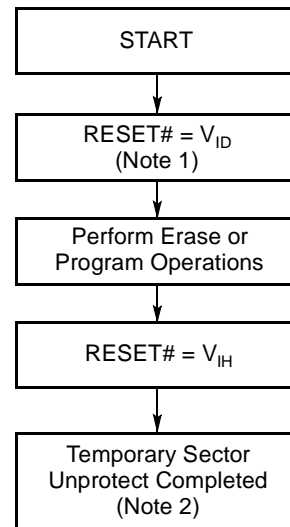 START
RESET# = V_ID
(Note 1)
Perform Erase or
Program Operations
RESET# = V_IH
Temporary Sector
Unprotect Completed
(Note 2)